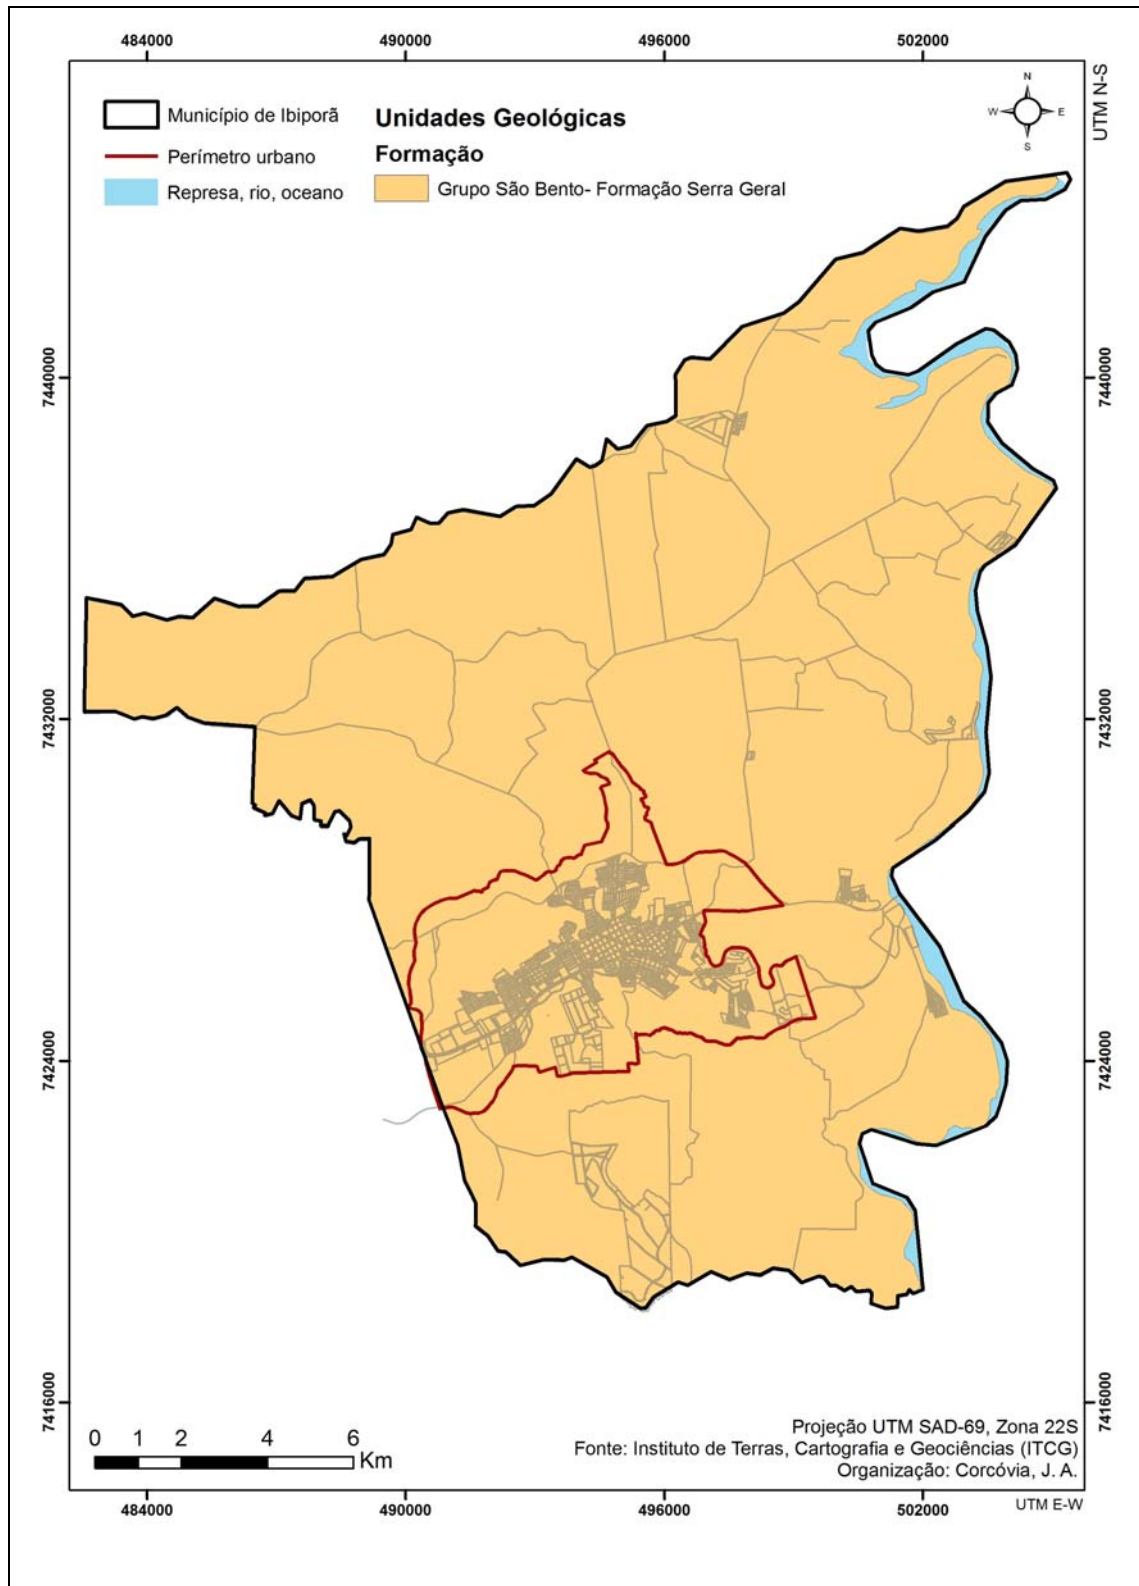 484000 490000 496000 502000
UTM N-S
N
W E
S
Município de Ibiporã
Perímetro urbano
Represa, rio, oceano
Unidades Geológicas
Formação
Grupo São Bento- Formação Serra Geral
7440000 7440000
7432000 7432000
7424000 7424000
7416000 7416000
0 1 2 4 6
Km
Projeção UTM SAD-69, Zona 22S
Fonte: Instituto de Terras, Cartografia e Geociências (ITCG)
Organização: Corcóvia, J. A.
484000 490000 496000 502000
UTM E-W